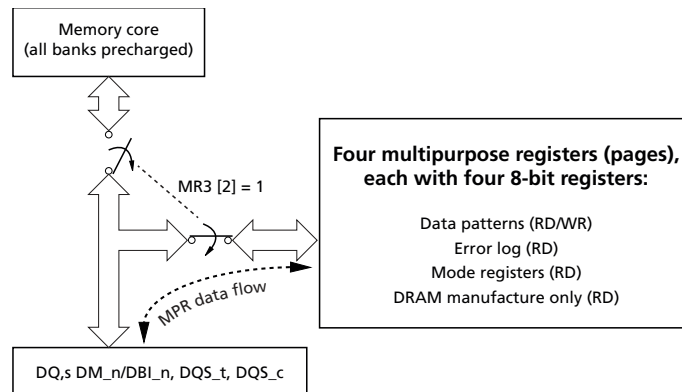 Memory core
(all banks precharged)
Four multipurpose registers (pages),
each with four 8-bit registers:
Data patterns (RD/WR)
Error log (RD)
Mode registers (RD)
DRAM manufacture only (RD)
MR3 [2] = 1
MPR data flow
DQ,s DM_n/DBI_n, DQS_t, DQS_c